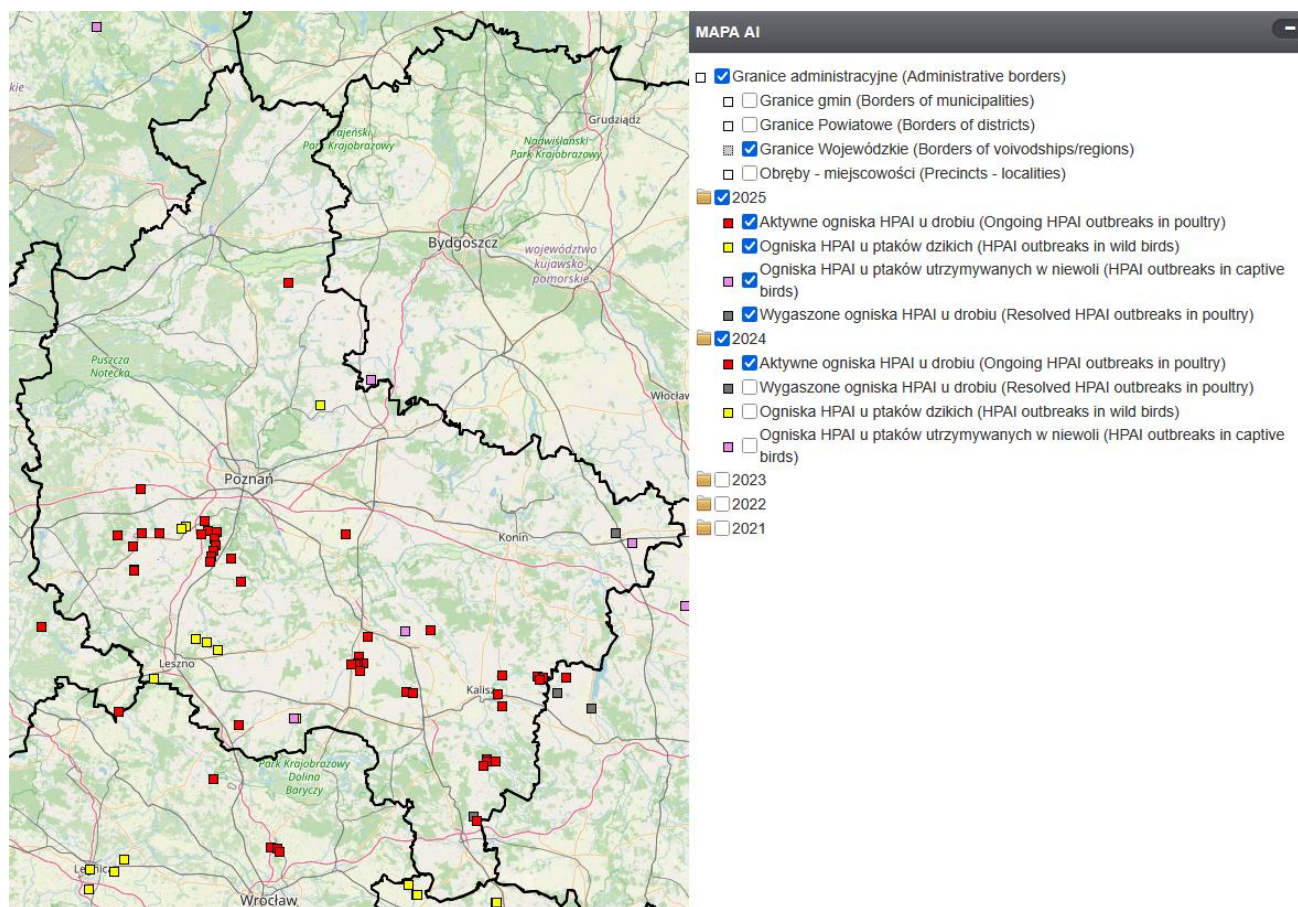 kie
Krajeński
Park Krajobrazowy
Grudziądz
Nadwiślański
Park Krajobrazowy
Bydgoszcz
województwo
kujawsko-
pomorskie
Puszcza
Notecka
Włocław
Poznań
Konin
Leszno
Kalisz
Park Krajobrazowy
Dolina
Baryczy
Wrocław
MAPA AI
Granice administracyjne (Administrative borders)
Granice gmin (Borders of municipalities)
Granice Powiatowe (Borders of districts)
Granice Wojewódzkie (Borders of voivodships/regions)
Obręby - miejscowości (Precincts - localities)
2025
Aktywne ogniska HPAI u drobiu (Ongoing HPAI outbreaks in poultry)
Ogniska HPAI u ptaków dzikich (HPAI outbreaks in wild birds)
Ogniska HPAI u ptaków utrzymywanych w niewoli (HPAI outbreaks in captive
birds)
Wygaszone ogniska HPAI u drobiu (Resolved HPAI outbreaks in poultry)
2024
Aktywne ogniska HPAI u drobiu (Ongoing HPAI outbreaks in poultry)
Wygaszone ogniska HPAI u drobiu (Resolved HPAI outbreaks in poultry)
Ogniska HPAI u ptaków dzikich (HPAI outbreaks in wild birds)
Ogniska HPAI u ptaków utrzymywanych w niewoli (HPAI outbreaks in captive
birds)
2023
2022
2021